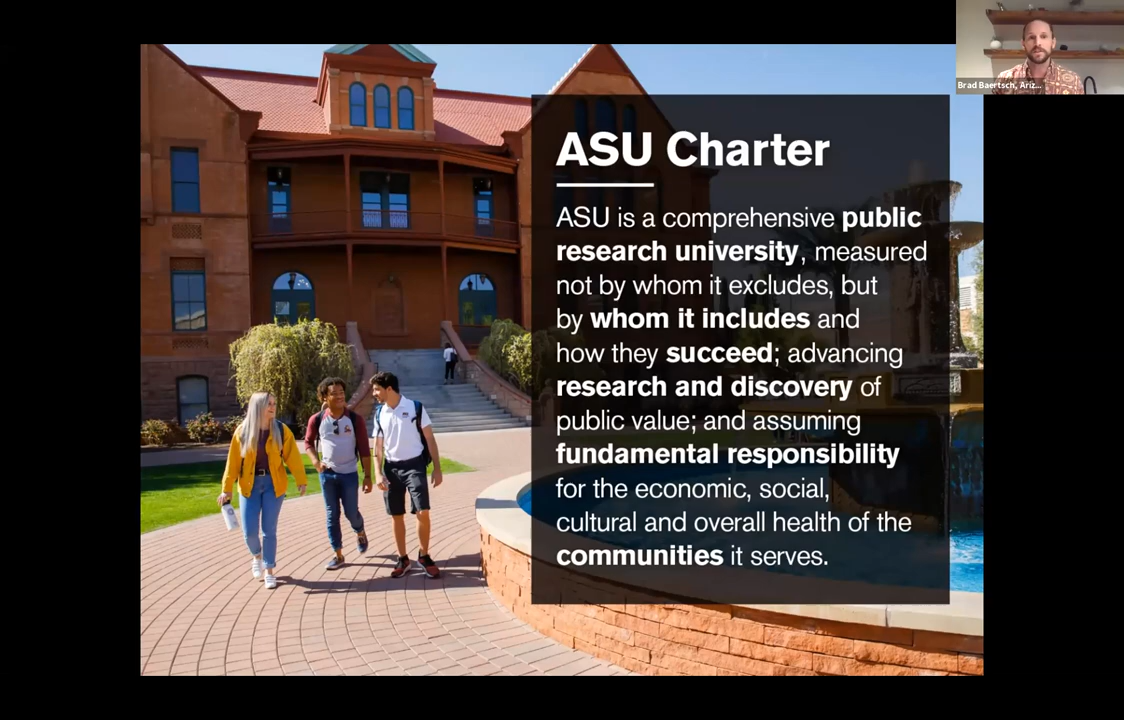 Brad Baertsch, Ariz...
ASU Charter
ASU is a comprehensive public
research university, measured
not by whom it excludes, but
by whom it includes and
how they succeed; advancing
research and discovery of
public value; and assuming
fundamental responsibility
for the economic, social,
cultural and overall health of the
communities it serves.